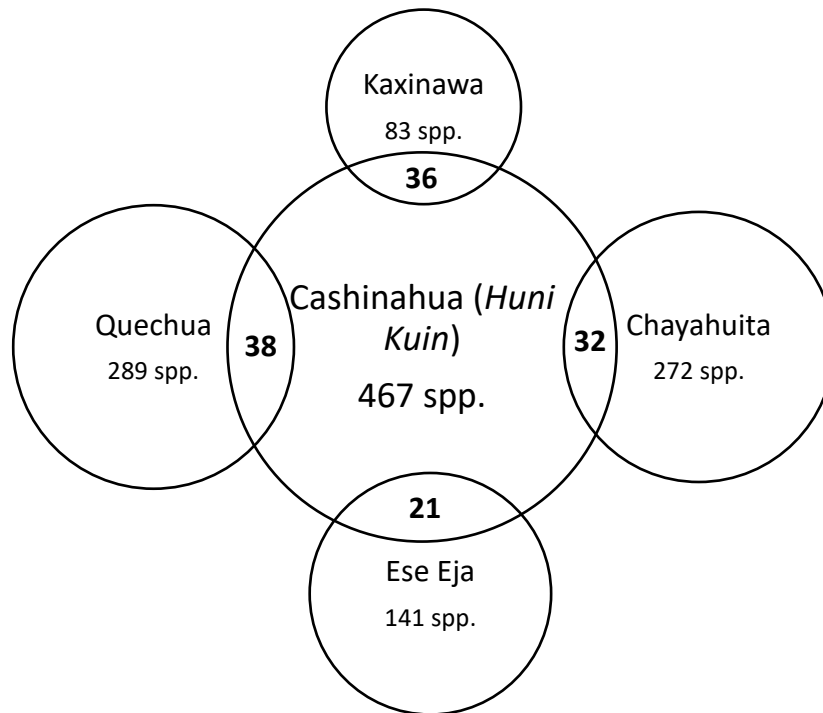 Kaxinawa
83 spp.
36
Quechua
289 spp.
38
Cashinahua (Huni
Kuin)
467 spp.
32
Chayahuita
272 spp.
21
Ese Eja
141 spp.